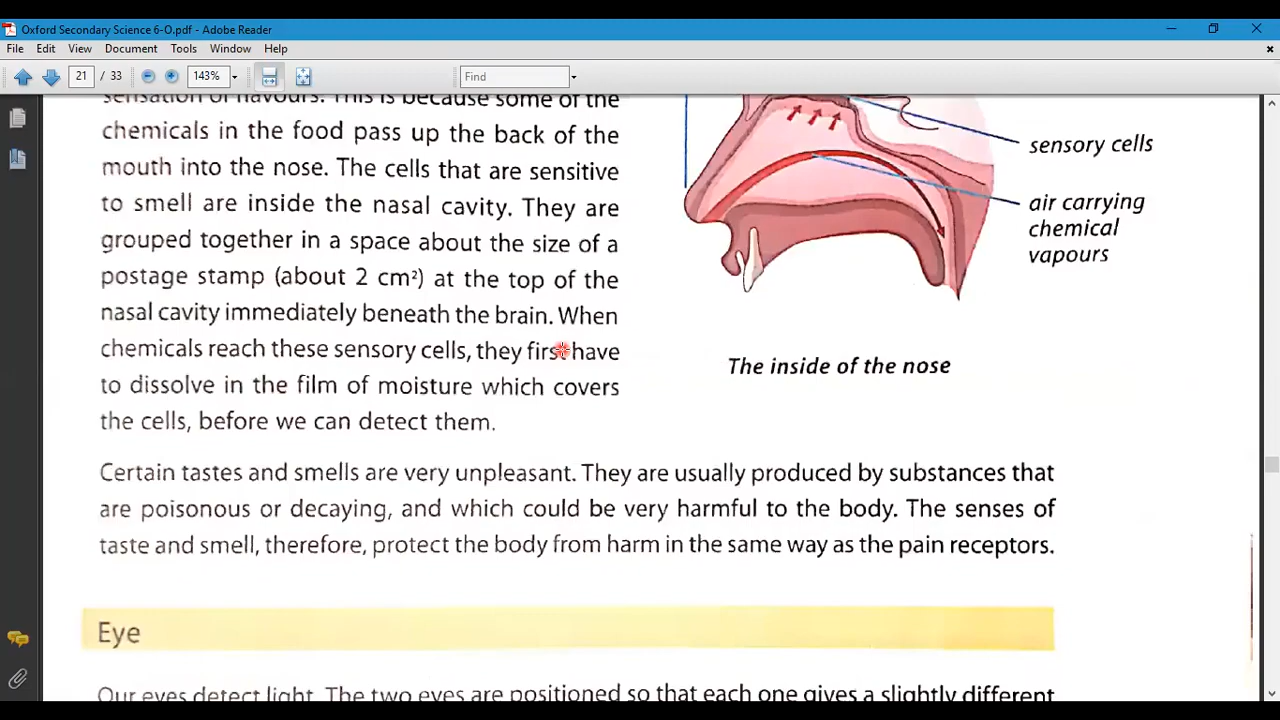 Oxford Secondary Science 6-O.pdf - Adobe Reader
File Edit View Document Tools Window Help
21 / 33 143% Find
sensation of flavours. This is because some of the
chemicals in the food pass up the back of the
mouth into the nose. The cells that are sensitive
to smell are inside the nasal cavity. They are
grouped together in a space about the size of a
postage stamp (about 2 cm²) at the top of the
nasal cavity immediately beneath the brain. When
chemicals reach these sensory cells, they first have
to dissolve in the film of moisture which covers
the cells, before we can detect them.
sensory cells
air carrying
chemical
vapours
The inside of the nose
Certain tastes and smells are very unpleasant. They are usually produced by substances that
are poisonous or decaying, and which could be very harmful to the body. The senses of
taste and smell, therefore, protect the body from harm in the same way as the pain receptors.
Eye
Our eyes detect light. The two eyes are positioned so that each one gives a slightly different